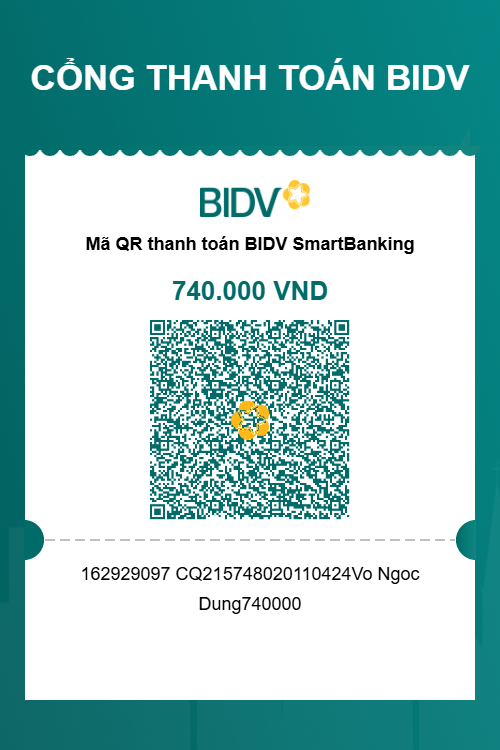 CỔNG THANH TOÁN BIDV
BIDV
Mã QR thanh toán BIDV SmartBanking
740.000 VND
162929097 CQ215748020110424Vo Ngoc
Dung740000